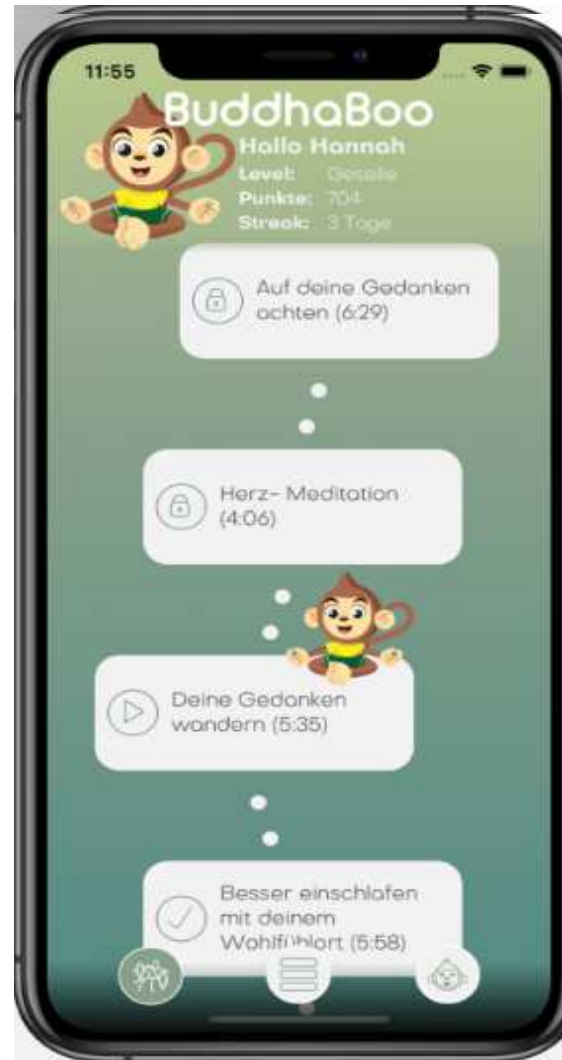 11:55
BuddhaBoo
Hallo Hannah
Level: Geselle
Punkte: 704
Streak: 3 Tage
Auf deine Gedanken
achten (6:29)
Herz- Meditation
(4:06)
Deine Gedanken
wandern (5:35)
Besser einschlafen
mit deinem
Wohlfühlort (5:58)